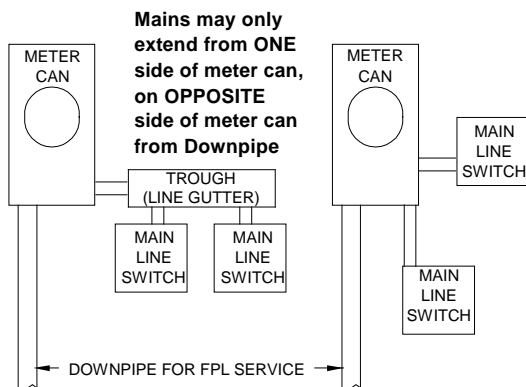 METER
CAN
Mains may only
extend from ONE
side of meter can,
on OPPOSITE
side of meter can
from Downpipe
METER
CAN
TROUGH
(LINE GUTTER)
MAIN
LINE
SWITCH
MAIN
LINE
SWITCH
MAIN
LINE
SWITCH
MAIN
LINE
SWITCH
DOWNPIPE FOR FPL SERVICE